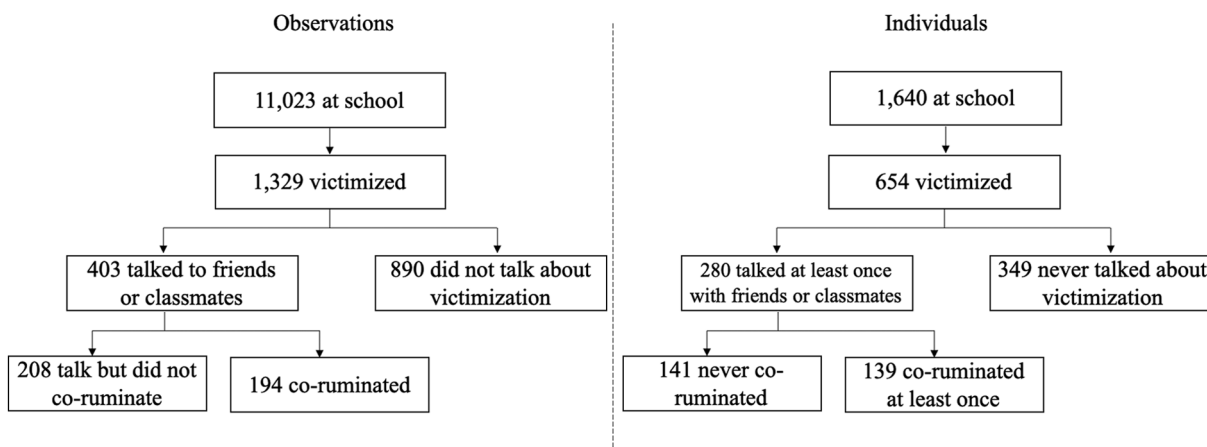 Observations
11,023 at school
1,329 victimized
403 talked to friends
or classmates
890 did not talk about
victimization
208 talk but did not
co-ruminate
194 co-ruminated
Individuals
1,640 at school
654 victimized
280 talked at least once
with friends or classmates
349 never talked about
victimization
141 never co-
ruminated
139 co-ruminated
at least once